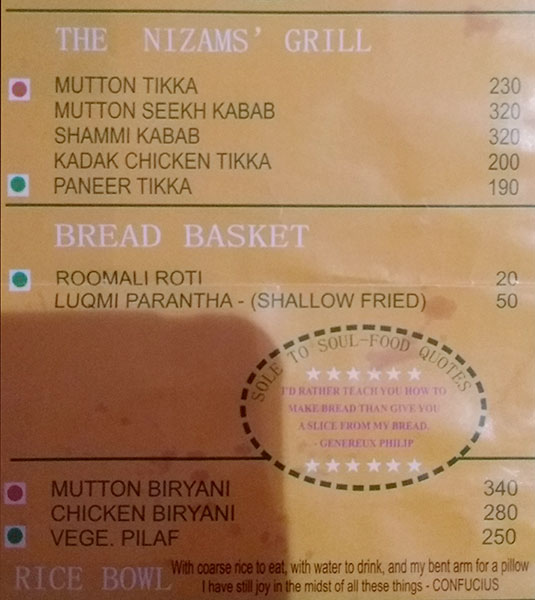 THE NIZAMS' GRILL
MUTTON TIKKA 230
MUTTON SEEKH KABAB 320
SHAMMI KABAB 320
KADAK CHICKEN TIKKA 200
PANEER TIKKA 190
BREAD BASKET
ROOMALI ROTI 20
LUQMI PARANTHA - (SHALLOW FRIED) 50
SOLE TO SOUL-FOOD QUOTES
I'D RATHER TEACH YOU HOW TO
MAKE BREAD THAN GIVE YOU
A SLICE FROM MY BREAD.
- GENEREUX PHILIP
MUTTON BIRYANI 340
CHICKEN BIRYANI 280
VEGE. PILAF 250
RICE BOWL
With coarse rice to eat, with water to drink, and my bent arm for a pillow
I have still joy in the midst of all these things - CONFUCIUS